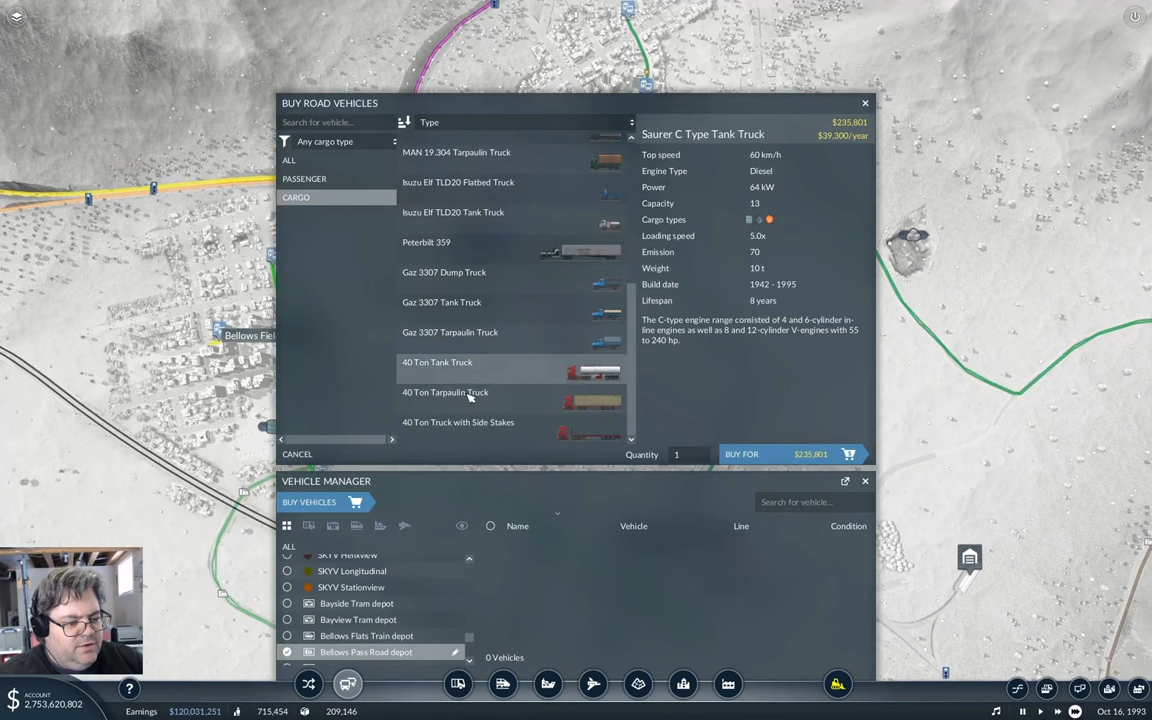 BUY ROAD VEHICLES
Search for vehicle...
Type
Any cargo type
ALL
PASSENGER
CARGO
MAN 19.304 Tarpaulin Truck
Isuzu Elf TLD20 Flatbed Truck
Isuzu Elf TLD20 Tank Truck
Peterbilt 359
Gaz 3307 Dump Truck
Gaz 3307 Tank Truck
Gaz 3307 Tarpaulin Truck
40 Ton Tank Truck
40 Ton Tarpaulin Truck
40 Ton Truck with Side Stakes
$235,801
Saurer C Type Tank Truck
$39,300/year
Top speed 60 km/h
Engine Type Diesel
Power 64 kW
Capacity 13
Cargo types
Loading speed 5.0x
Emission 70
Weight 10 t
Build date 1942 - 1995
Lifespan 8 years
The C-type engine range consisted of 4 and 6-cylinder in-
line engines as well as 8 and 12-cylinder V-engines with 55
to 240 hp.
CANCEL
Quantity 1
BUY FOR $235,801
Bellows Fie
VEHICLE MANAGER
BUY VEHICLES
Search for vehicle...
Name Vehicle Line Condition
ALL
SKYV Longitudinal
SKYV Stationview
Bayside Tram depot
Bayview Tram depot
Bellows Flats Train depot
Bellows Pass Road depot
0 Vehicles
?
$ ACCOUNT
2,753,620,802
Earnings $120,031,251 715,454 209,146
Oct 16, 1993